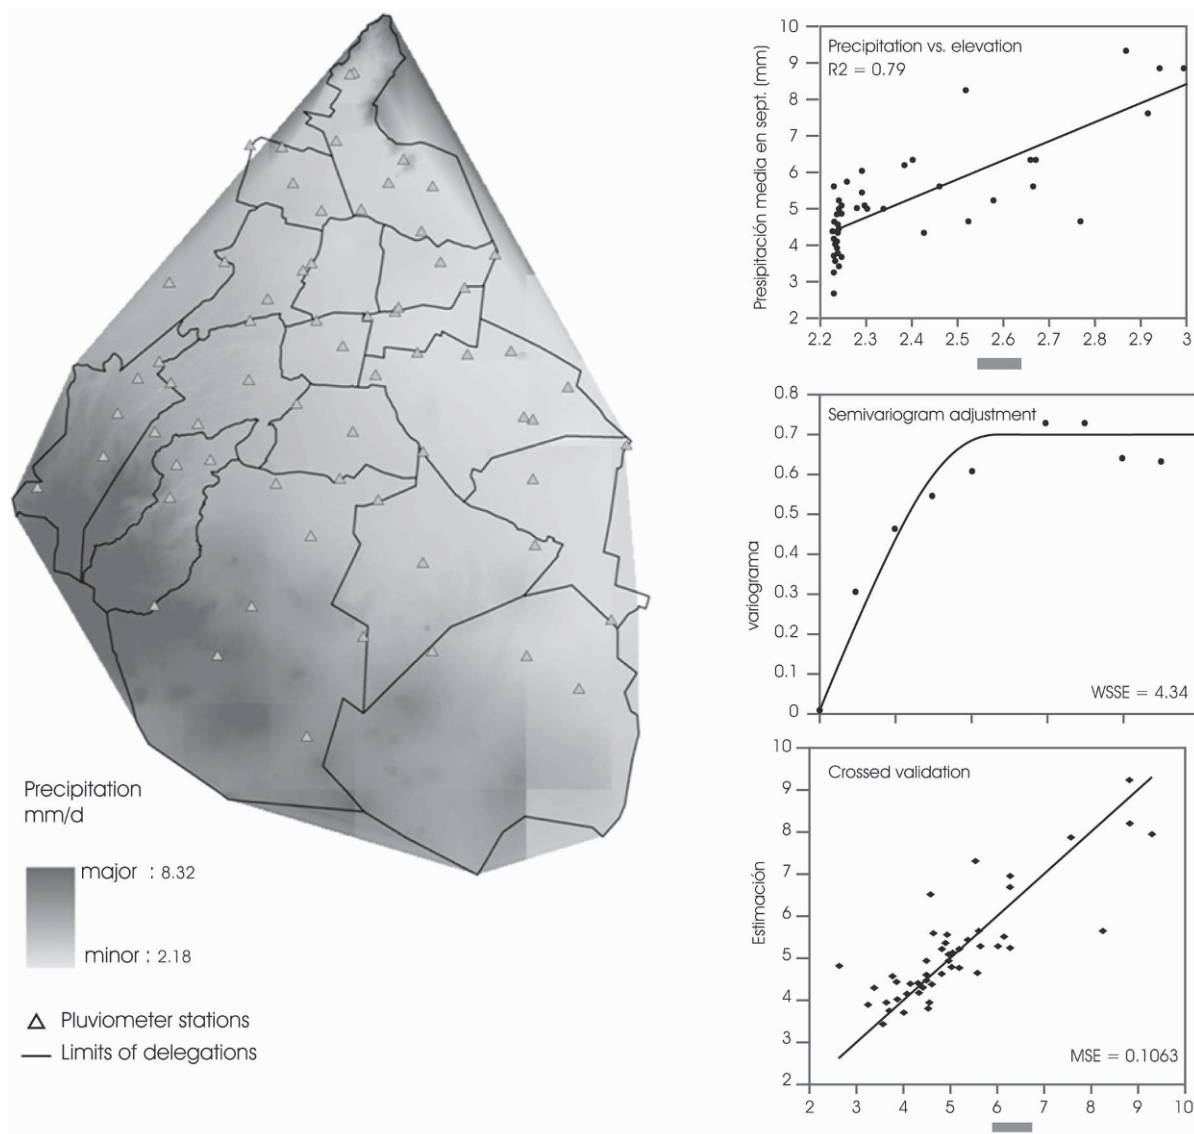 Precipitation
mm/d
major : 8.32
minor : 2.18
Pluviometer stations
Limits of delegations
Precipitation vs. elevation
R2 = 0.79
Presipitación media en sept. (mm)
10
9
8
7
6
5
4
3
2
2.2 2.3 2.4 2.5 2.6 2.7 2.8 2.9 3
Semivariogram adjustment
variograma
0.8
0.7
0.6
0.5
0.4
0.3
0.2
0.1
0
WSSE = 4.34
Crossed validation
Estimación
10
9
8
7
6
5
4
3
2
MSE = 0.1063
2 3 4 5 6 7 8 9 10